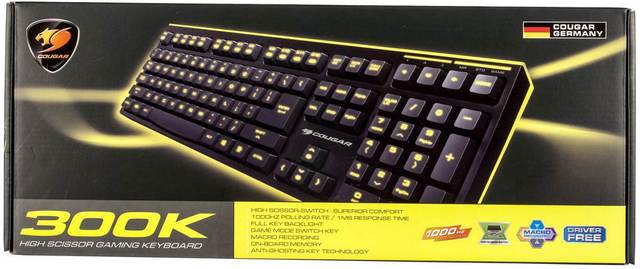 COUGAR
COUGAR
GERMANY
COUGAR
300K
HIGH SCISSOR GAMING KEYBOARD
HIGH SCISSOR-SWITCH : SUPERIOR COMFORT
1000HZ POLLING RATE / 1MS RESPONSE TIME
FULL KEY BACKLIGHT
GAME MODE SWITCH KEY
MACRO RECORDING
ON-BOARD MEMORY
ANTI-GHOSTING KEY TECHNOLOGY
1000
MACRO
DRIVER
FREE